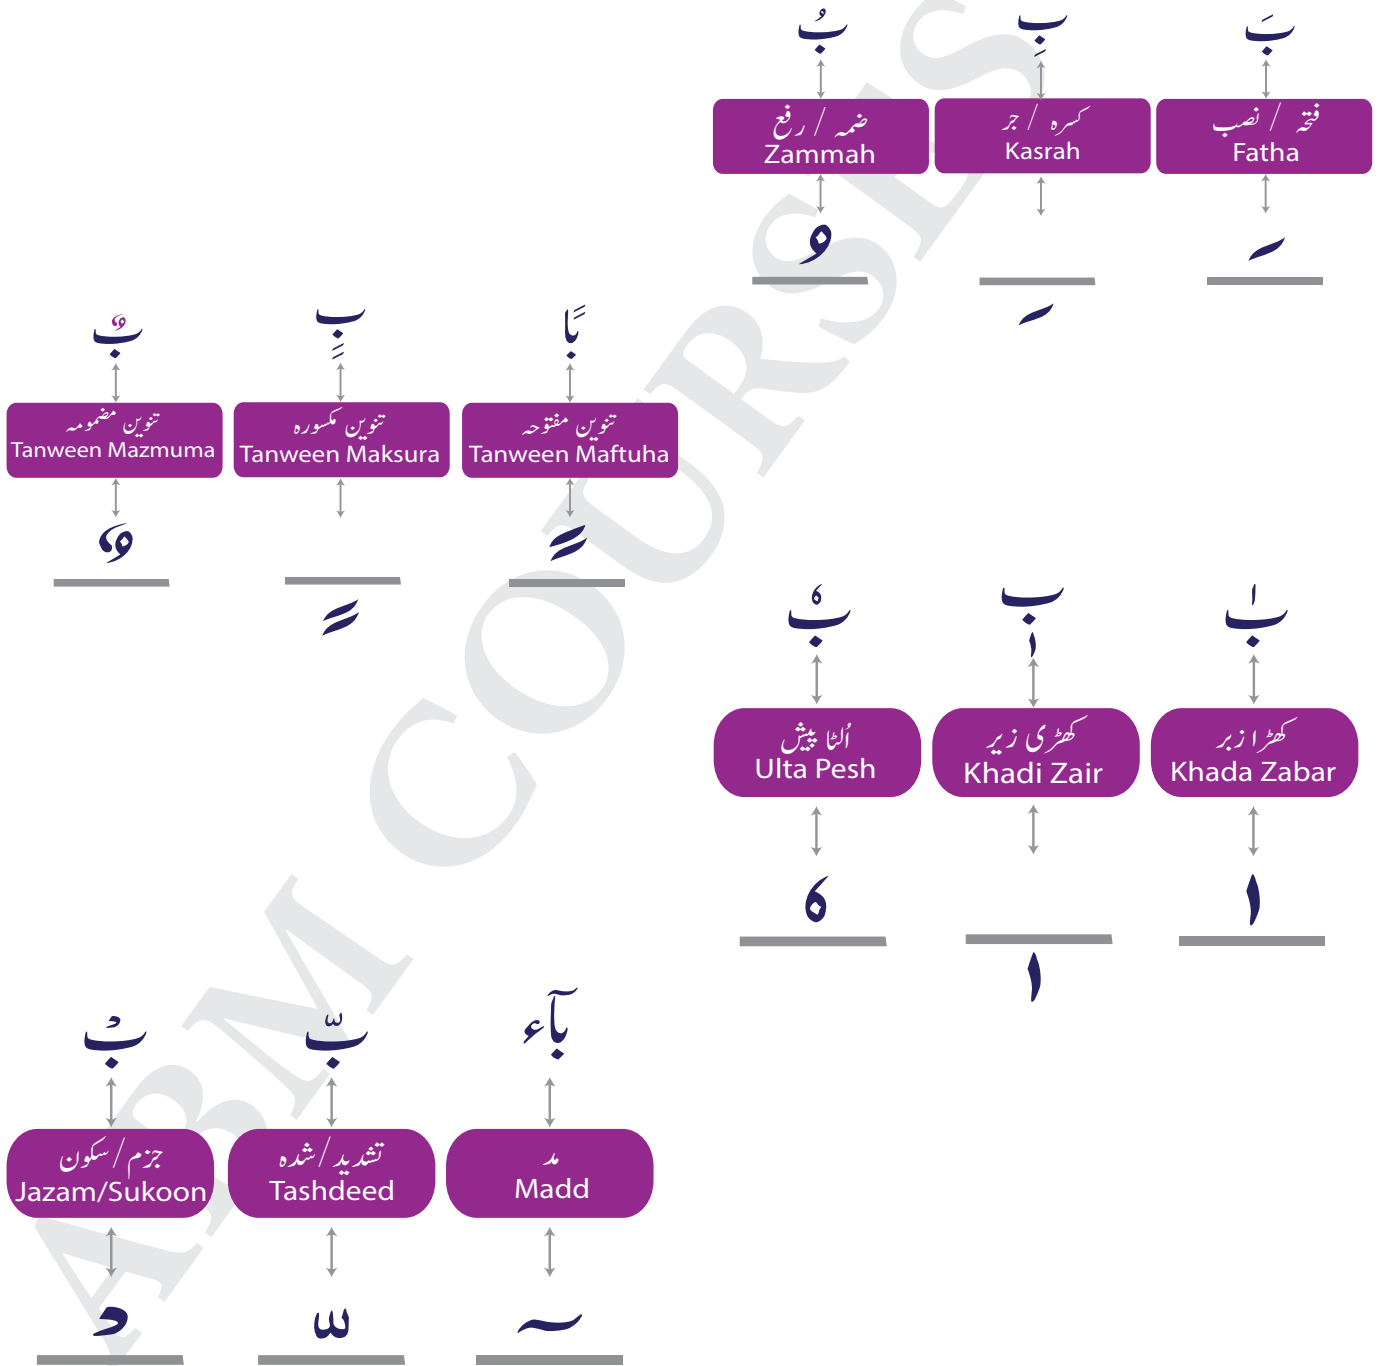 بَ بِ بُ
فتحہ / نصب
Fatha
کسرہ / جر
Kasrah
ضمہ / رفع
Zammah
بًا بٍ بٌ
تنوین مفتوحہ
Tanween Maftuha
تنوین مکسورہ
Tanween Maksura
تنوین مضمومہ
Tanween Mazmuma
بٰ بٖ بٗ
کھڑا زبر
Khada Zabar
کھڑی زیر
Khadi Zair
اُلٹا پیش
Ulta Pesh
بآء بّ بْ
مد
Madd
تشدید/شدہ
Tashdeed
جزم/سکون
Jazam/Sukoon
ABM COURSES